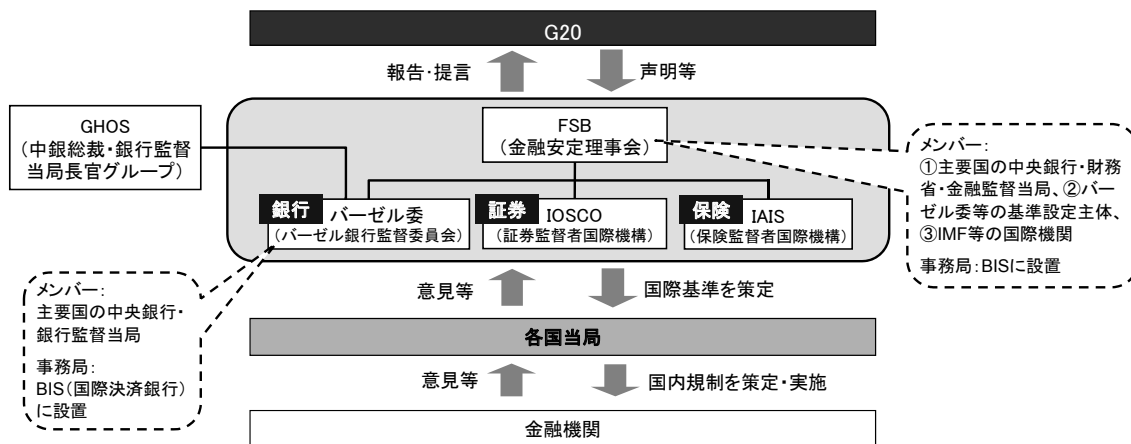 G20
報告・提言
声明等
GHOS
(中銀総裁・銀行監督
当局長官グループ)
FSB
(金融安定理事会)
メンバー:
①主要国の中央銀行・財務
省・金融監督当局、②バー
ゼル委等の基準設定主体、
③IMF等の国際機関
事務局:BISに設置
銀行
バーゼル委
(バーゼル銀行監督委員会)
証券
IOSCO
(証券監督者国際機構)
保険
IAIS
(保険監督者国際機構)
メンバー:
主要国の中央銀行・
銀行監督当局
事務局:
BIS(国際決済銀行)
に設置
意見等
国際基準を策定
各国当局
意見等
国内規制を策定・実施
金融機関